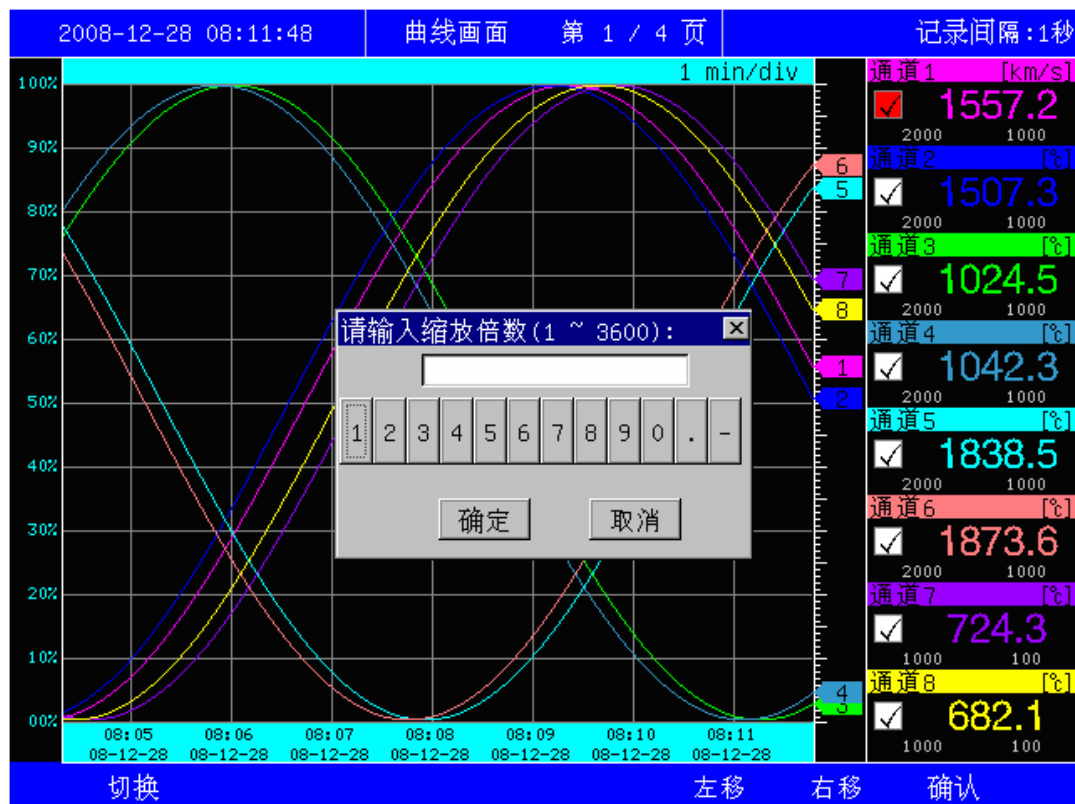 2008-12-28 08:11:48 曲线画面 第 1 / 4 页 记录间隔:1秒
1 min/div
100%
90%
80%
70%
60%
50%
40%
30%
20%
10%
00%
6
5
7
8
1
2
4
3
通道1 [km/s]
1557.2
2000 1000
通道2 [℃]
1507.3
2000 1000
通道3 [℃]
1024.5
2000 1000
通道4 [℃]
1042.3
2000 1000
通道5 [℃]
1838.5
2000 1000
通道6 [℃]
1873.6
2000 1000
通道7 [℃]
724.3
1000 100
通道8 [℃]
682.1
1000 100
请输入缩放倍数(1 ~ 3600):
1 2 3 4 5 6 7 8 9 0 . -
确定 取消
08:05 08:06 08:07 08:08 08:09 08:10 08:11
08-12-28 08-12-28 08-12-28 08-12-28 08-12-28 08-12-28 08-12-28
切换 左移 右移 确认